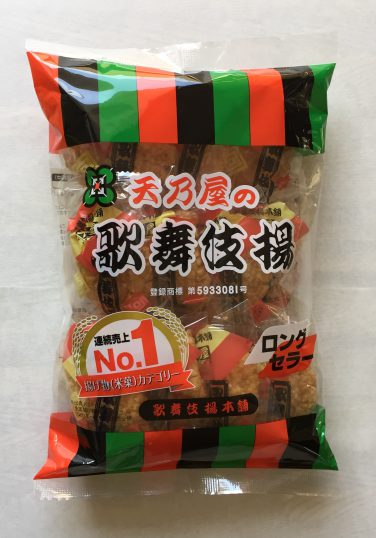 天乃屋の
歌舞伎揚
登録商標 第5933081号
連続売上
No.1
揚げ物(米菓)カテゴリー
ロング
セラー
歌舞伎揚本舗